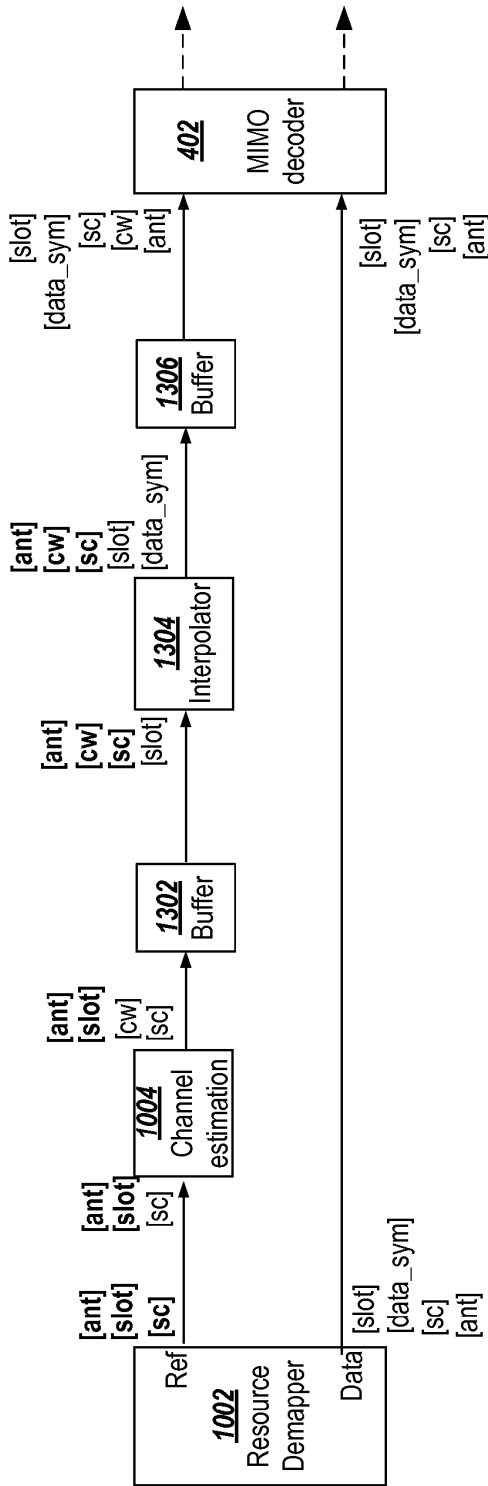 1002
Resource
Demapper
Ref
Data
[ant]
[slot]
[sc]
[ant]
[slot]
[sc]
1004
Channel
estimation
[ant]
[slot]
[cw]
[sc]
1302
Buffer
[ant]
[cw]
[sc]
[slot]
1304
Interpolator
[ant]
[cw]
[sc]
[slot]
[data_sym]
1306
Buffer
[slot]
[data_sym]
[sc]
[cw]
[ant]
402
MIMO
decoder
[slot]
[data_sym]
[sc]
[ant]
[slot]
[data_sym]
[sc]
[ant]